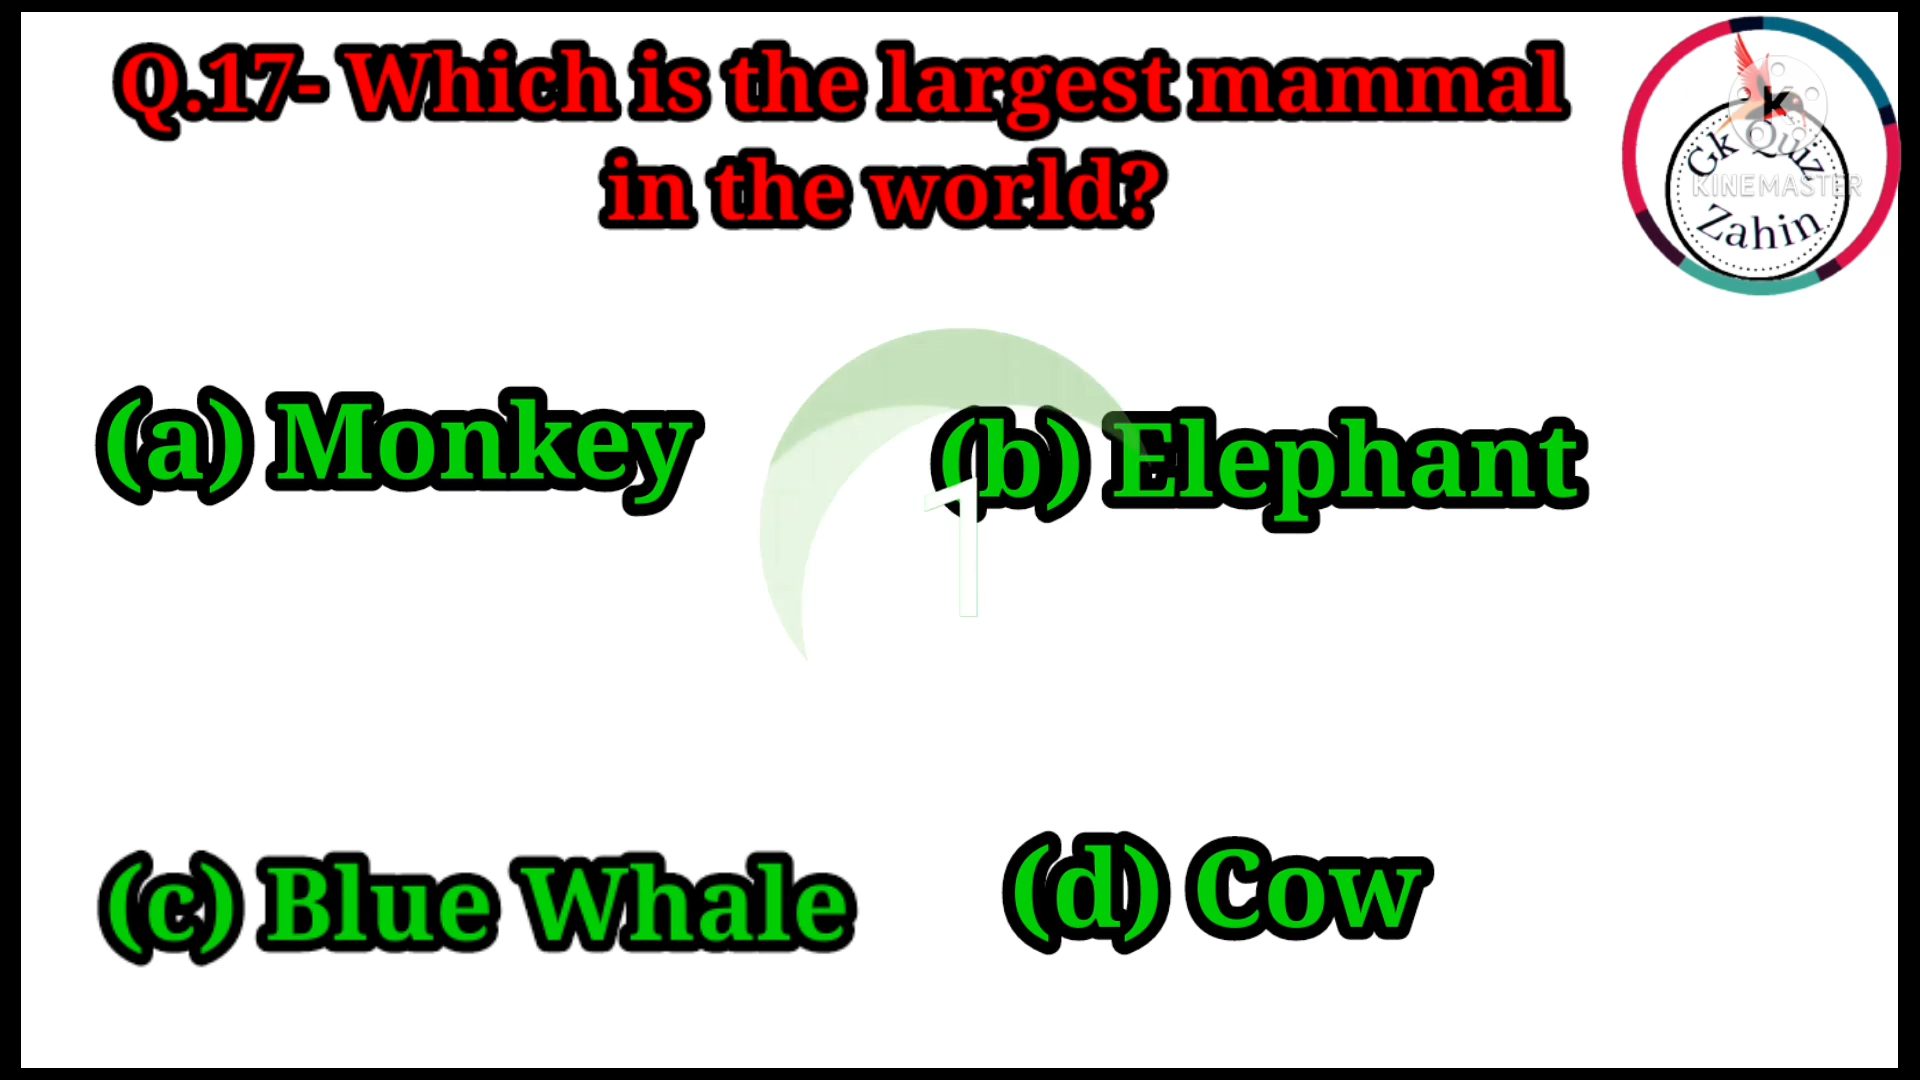 Q.17- Which is the largest mammal
in the world?
Gk Quiz
KINEMASTER
Zahin
(a) Monkey
(b) Elephant
1
(c) Blue Whale
(d) Cow